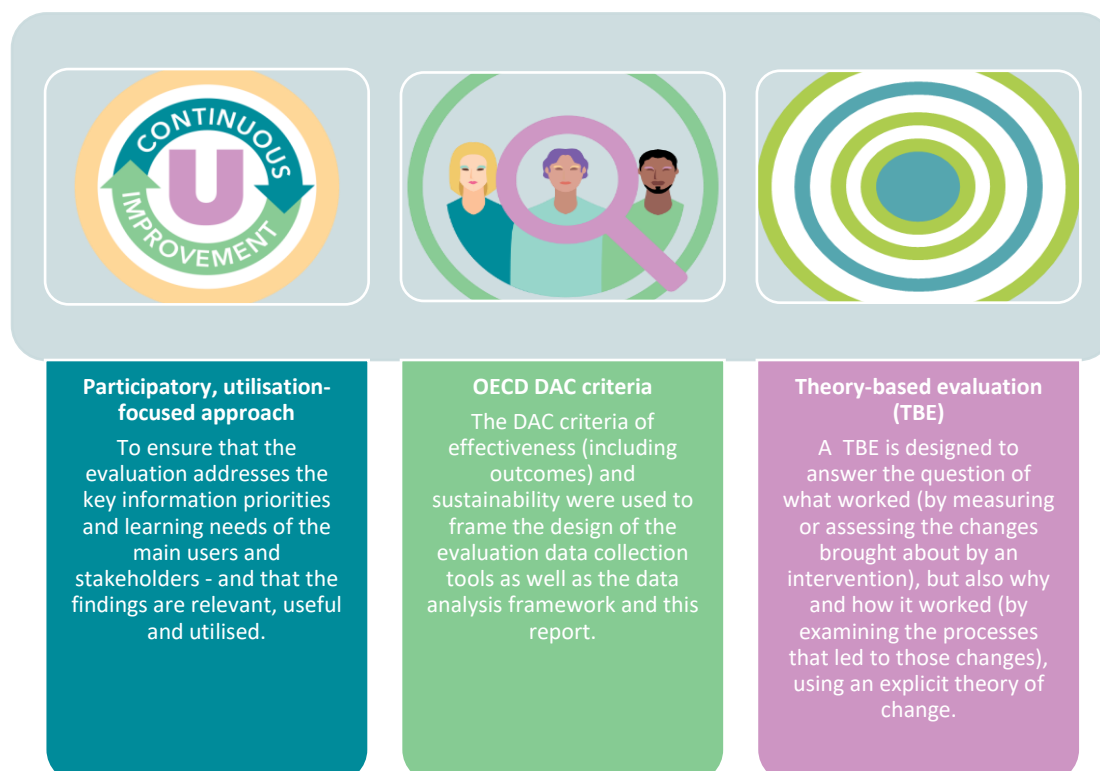 CONTINUOUS
U
IMPROVEMENT
Participatory, utilisation-
focused approach
To ensure that the
evaluation addresses the
key information priorities
and learning needs of the
main users and
stakeholders - and that the
findings are relevant, useful
and utilised.
OECD DAC criteria
The DAC criteria of
effectiveness (including
outcomes) and
sustainability were used to
frame the design of the
evaluation data collection
tools as well as the data
analysis framework and this
report.
Theory-based evaluation
(TBE)
A  TBE is designed to
answer the question of
what worked (by measuring
or assessing the changes
brought about by an
intervention), but also why
and how it worked (by
examining the processes
that led to those changes),
using an explicit theory of
change.